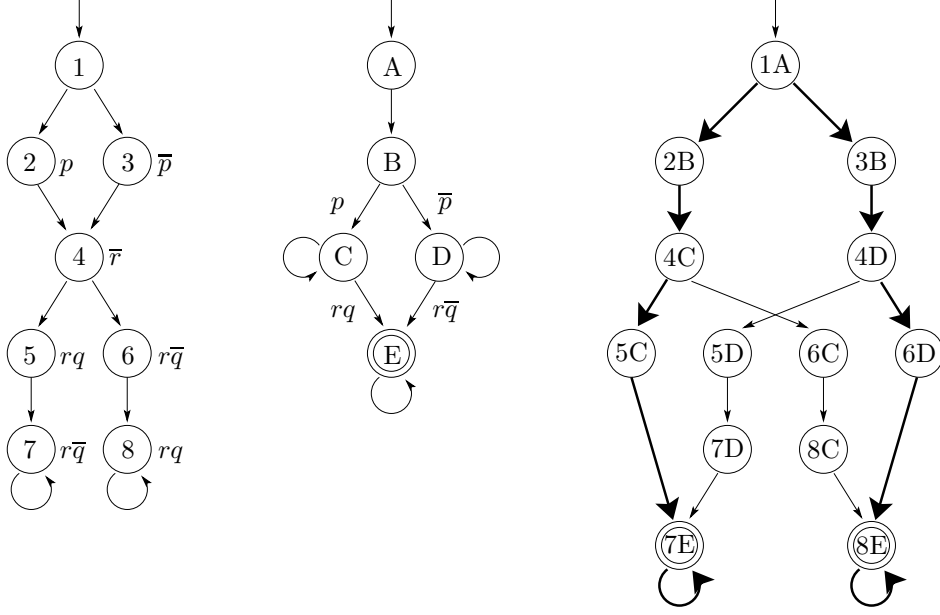 1 A 1A
2 p 3 p̅ B 2B 3B
p p̅
4 r̅ C D 4C 4D
rq rq̅
5 rq 6 rq̅ E 5C 5D 6C 6D
7 rq̅ 8 rq 7D 8C
7E 8E